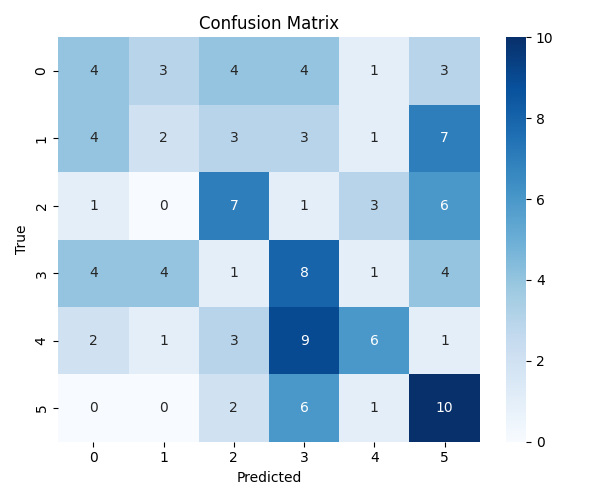 Confusion Matrix
0 4 3 4 4 1 3
1 4 2 3 3 1 7
2 1 0 7 1 3 6
3 4 4 1 8 1 4
4 2 1 3 9 6 1
5 0 0 2 6 1 10
0 1 2 3 4 5
True
Predicted
10
8
6
4
2
0